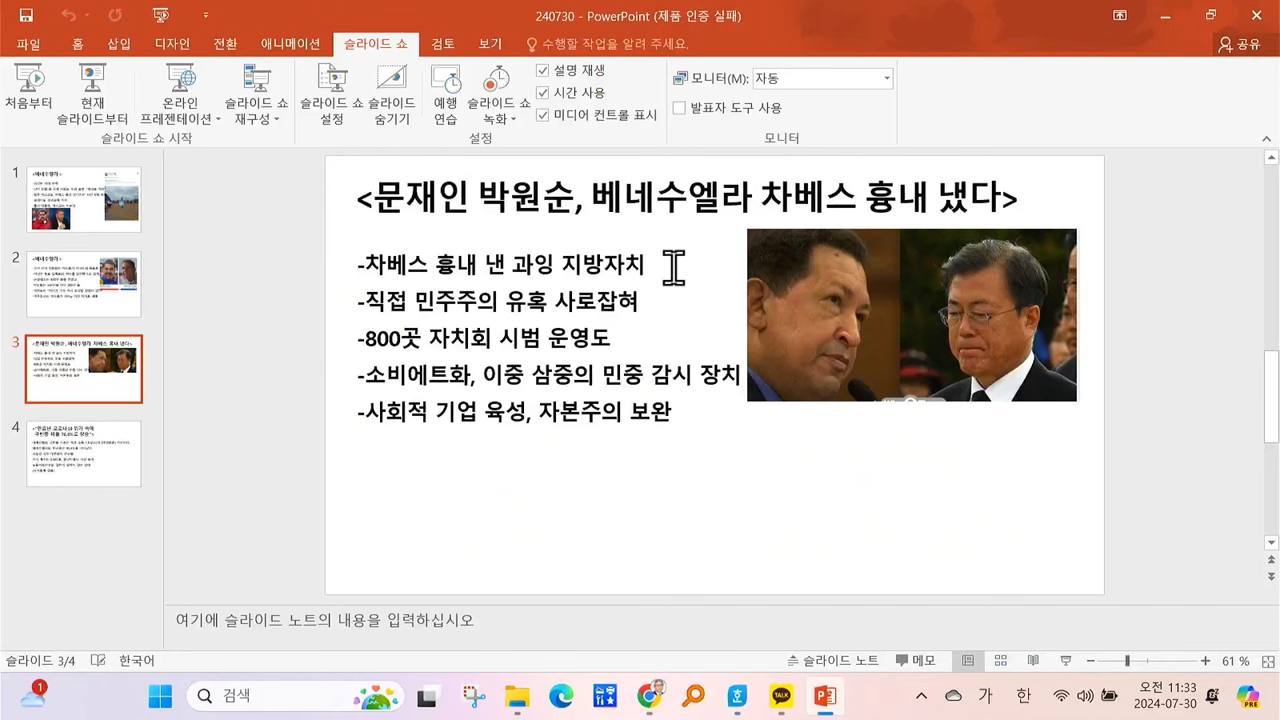 240730 - PowerPoint (제품 인증 실패)
파일 홈 삽입 디자인 전환 애니메이션 슬라이드 쇼 검토 보기 수행할 작업을 알려 주세요. 공유
처음부터
현재
슬라이드부터
온라인
프레젠테이션
슬라이드 쇼
재구성
슬라이드 쇼 시작
슬라이드 쇼
설정
슬라이드
숨기기
예행
연습
슬라이드 쇼
녹화
설명 재생
시간 사용
미디어 컨트롤 표시
설정
모니터(M): 자동
발표자 도구 사용
모니터
1
2
3
4
<문재인 박원순, 베네수엘라 차베스 흉내 냈다>
-차베스 흉내 낸 과잉 지방자치
-직접 민주주의 유혹 사로잡혀
-800곳 자치회 시범 운영도
-소비에트화, 이중 삼중의 민중 감시 장치
-사회적 기업 육성, 자본주의 보완
여기에 슬라이드 노트의 내용을 입력하십시오
슬라이드 3/4 한국어 슬라이드 노트 메모 61 %
1 검색 TALK 가 한 오전 11:33
2024-07-30
PRE